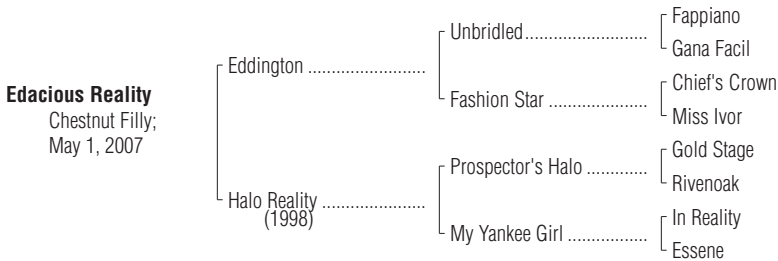 Fappiano
Unbridled
Gana Facil
Eddington
Chief's Crown
Fashion Star
Miss Ivor
Edacious Reality
Chestnut Filly;
May 1, 2007
Gold Stage
Prospector's Halo
Rivenoak
Halo Reality
(1998)
In Reality
My Yankee Girl
Essene